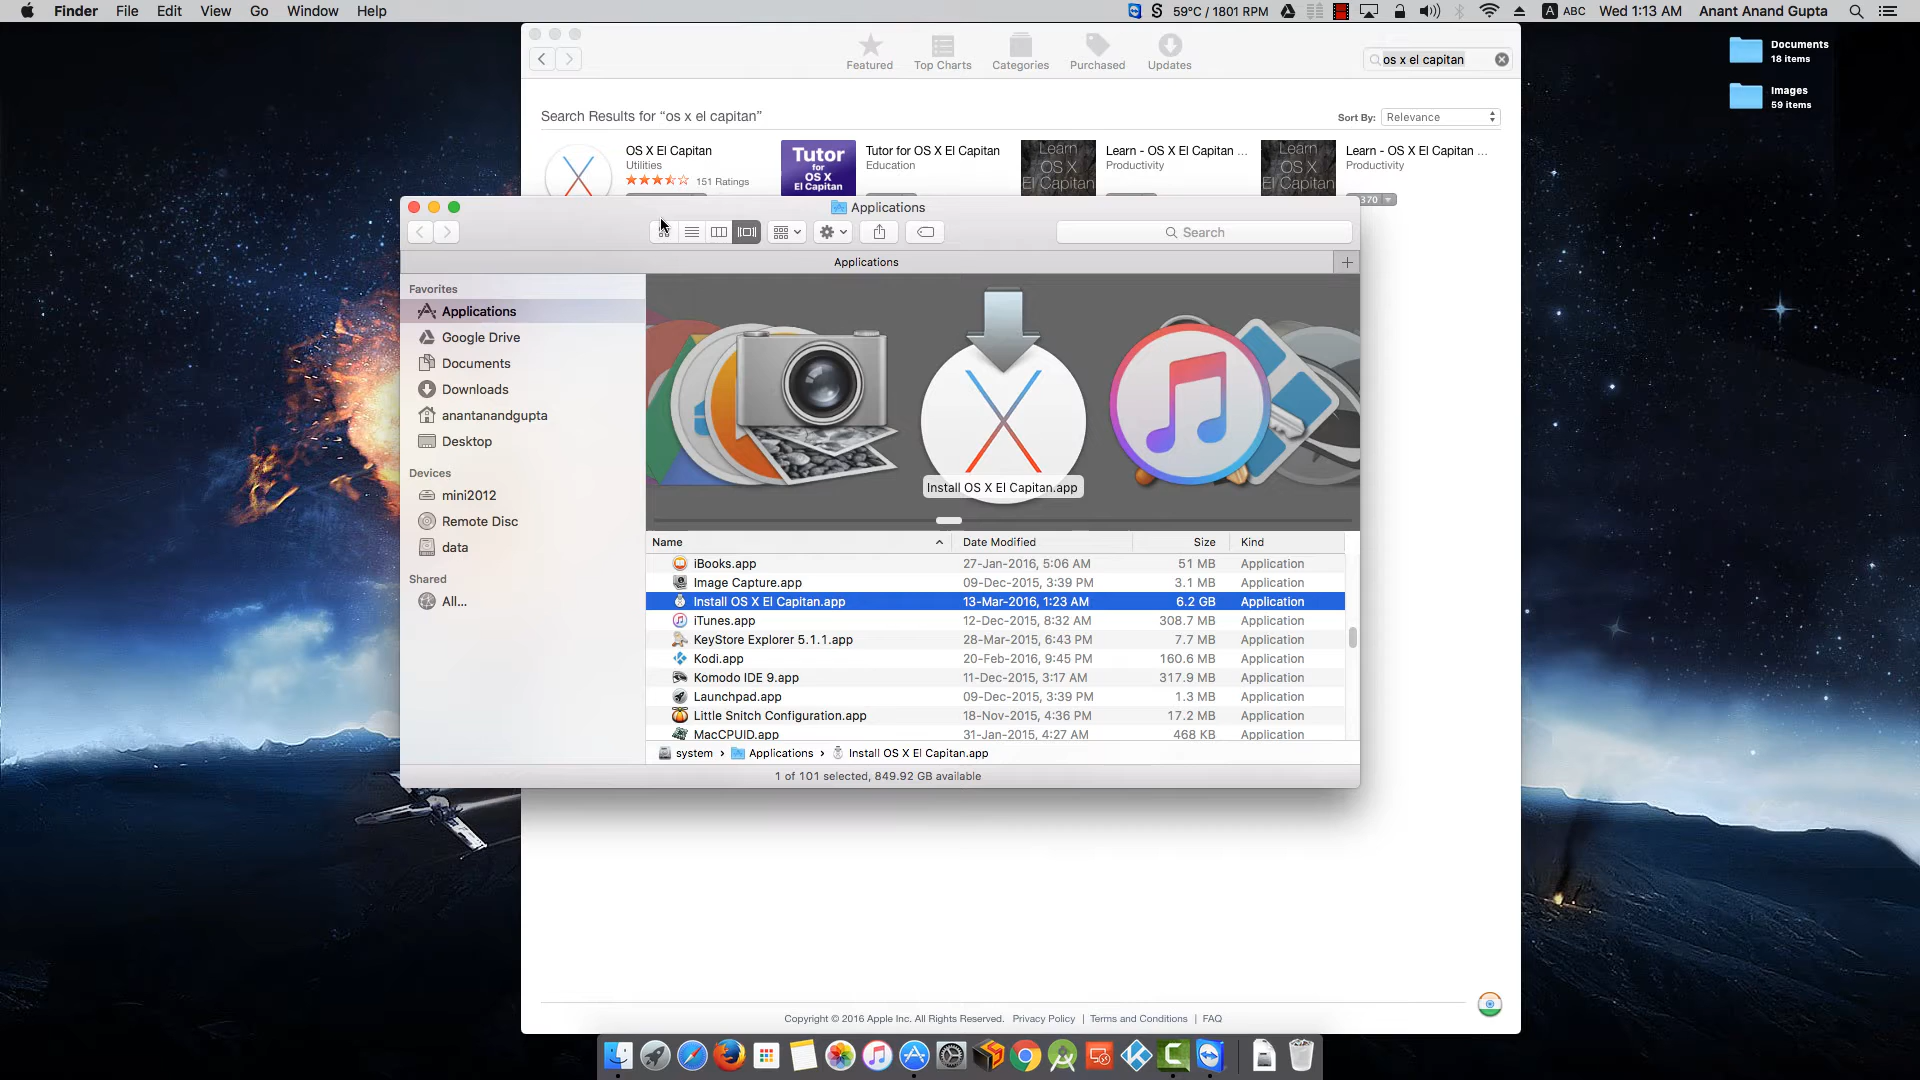 Finder File Edit View Go Window Help
59°C / 1801 RPM A ABC Wed 1:13 AM Anant Anand Gupta
Documents
18 items
Images
59 items
Featured Top Charts Categories Purchased Updates
os x el capitan
Search Results for “os x el capitan”
Sort By: Relevance
OS X El Capitan
Utilities
151 Ratings
Tutor
for
OS X
El Capitan
Tutor for OS X El Capitan
Education
Learn
OS X
El Capitan
Learn - OS X El Capitan ...
Productivity
Learn
OS X
El Capitan
Learn - OS X El Capitan ...
Productivity
370
Applications
Search
Applications
Favorites
Applications
Google Drive
Documents
Downloads
anantanandgupta
Desktop
Devices
mini2012
Remote Disc
data
Shared
All...
Install OS X El Capitan.app
Name Date Modified Size Kind
iBooks.app 27-Jan-2016, 5:06 AM 51 MB Application
Image Capture.app 09-Dec-2015, 3:39 PM 3.1 MB Application
Install OS X El Capitan.app 13-Mar-2016, 1:23 AM 6.2 GB Application
iTunes.app 12-Dec-2015, 8:32 AM 308.7 MB Application
KeyStore Explorer 5.1.1.app 28-Mar-2015, 6:43 PM 7.7 MB Application
Kodi.app 20-Feb-2016, 9:45 PM 160.6 MB Application
Komodo IDE 9.app 11-Dec-2015, 3:17 AM 317.9 MB Application
Launchpad.app 09-Dec-2015, 3:39 PM 1.3 MB Application
Little Snitch Configuration.app 18-Nov-2015, 4:36 PM 17.2 MB Application
MacCPUID.app 31-Jan-2015, 4:27 AM 468 KB Application
system › Applications › Install OS X El Capitan.app
1 of 101 selected, 849.92 GB available
Copyright © 2016 Apple Inc. All Rights Reserved. Privacy Policy | Terms and Conditions | FAQ